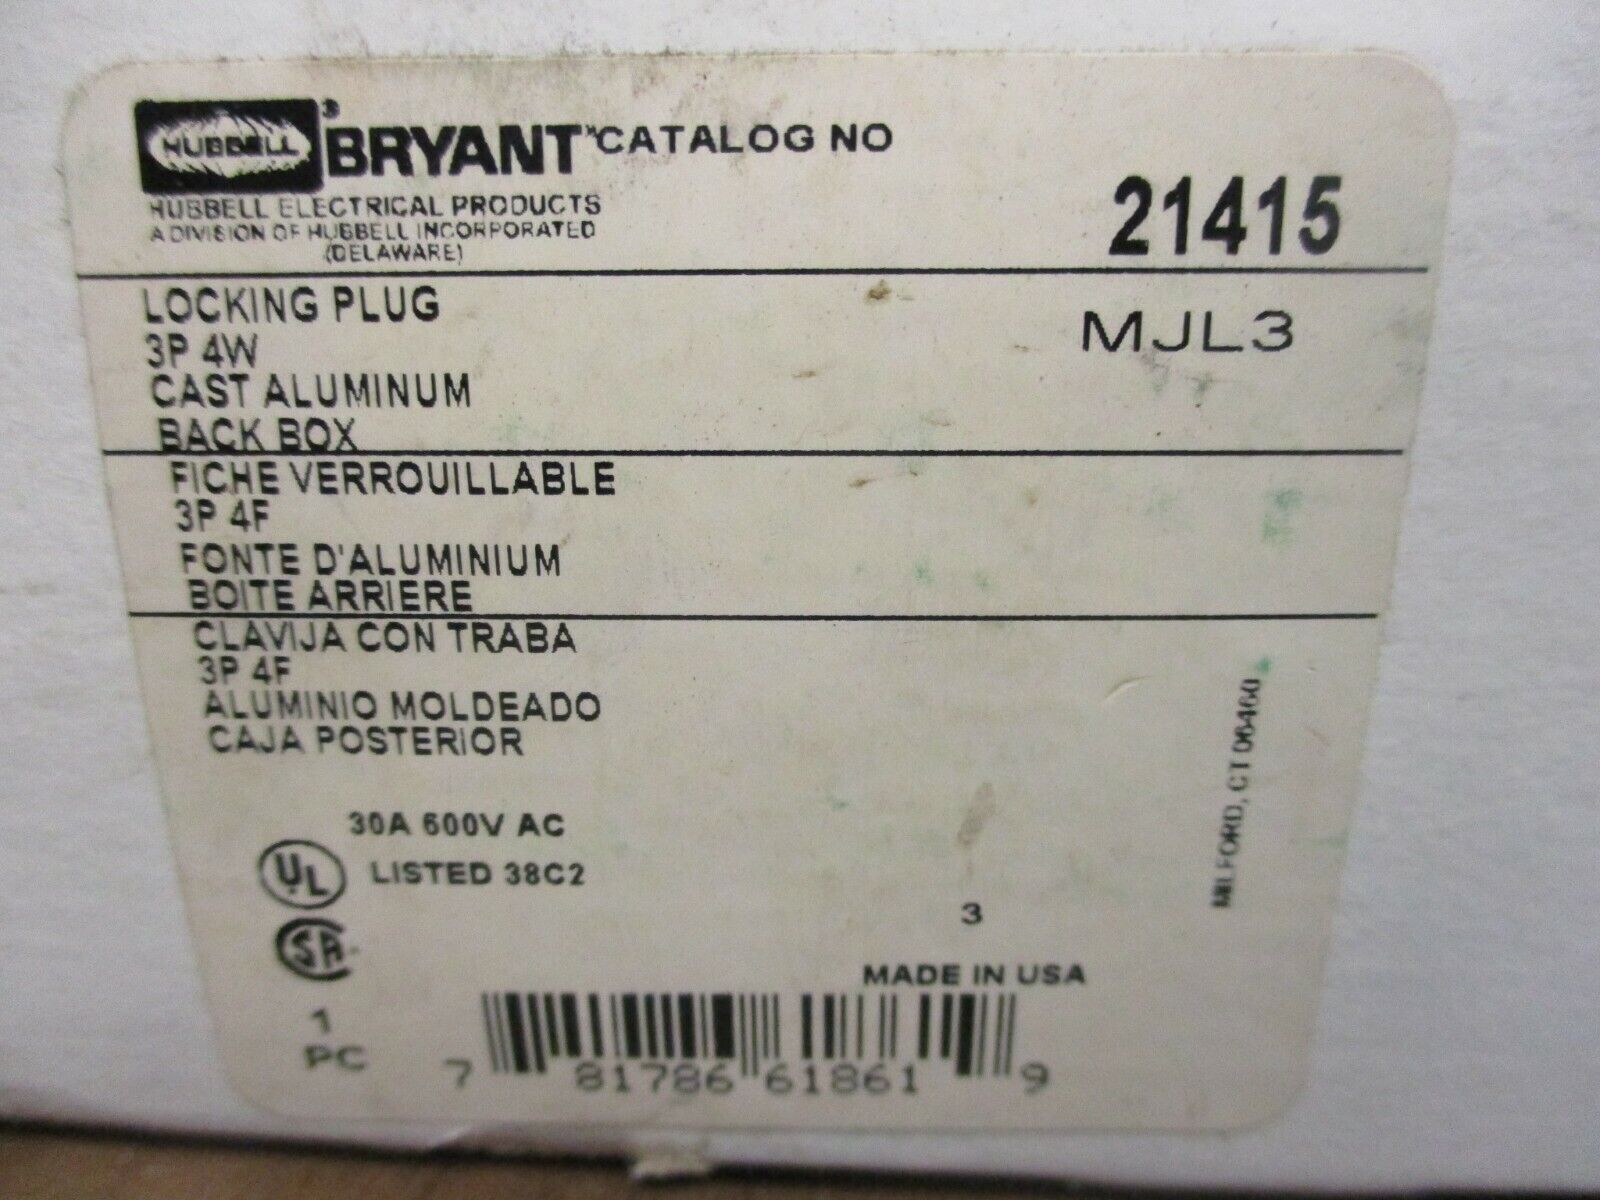 HUBBELL BRYANT CATALOG NO
21415
HUBBELL ELECTRICAL PRODUCTS
A DIVISION OF HUBBELL INCORPORATED
(DELAWARE)
LOCKING PLUG
MJL3
3P 4W
CAST ALUMINUM
BACK BOX
FICHE VERROUILLABLE
3P 4F
FONTE D'ALUMINIUM
BOITE ARRIERE
CLAVIJA CON TRABA
3P 4F
ALUMINIO MOLDEADO
CAJA POSTERIOR
MILFORD, CT 06460
30A 600V AC
UL LISTED 38C2
SA
3
MADE IN USA
1
PC
7 81786 61861 9